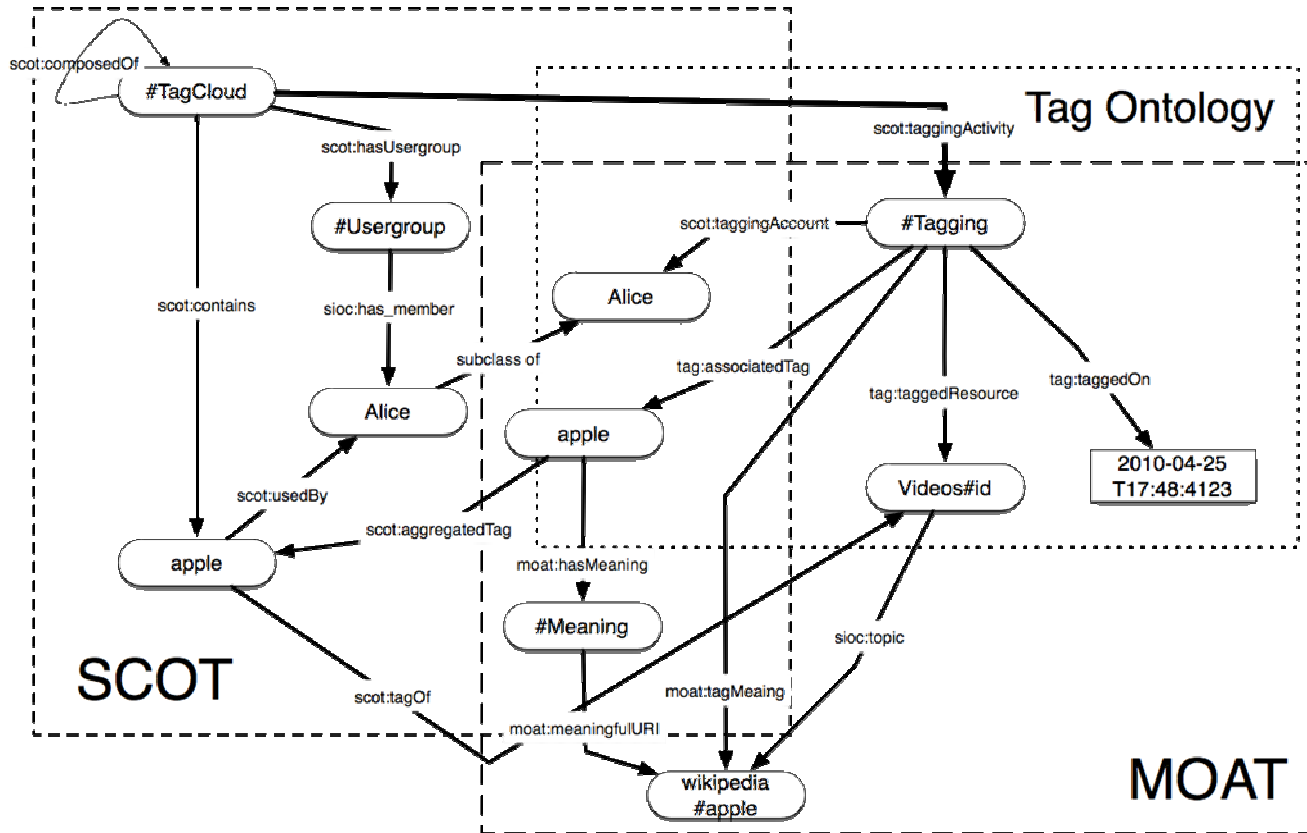 scot:composedOf
#TagCloud
Tag Ontology
scot:taggingActivity
scot:hasUsergroup
#Usergroup
scot:taggingAccount
#Tagging
Alice
scot:contains
sioc:has_member
subclass of
tag:associatedTag
tag:taggedOn
tag:taggedResource
Alice
apple
2010-04-25
T17:48:4123
Videos#id
scot:usedBy
scot:aggregatedTag
apple
moat:hasMeaning
#Meaning
sioc:topic
SCOT
scot:tagOf
moat:tagMeaing
moat:meaningfulURI
MOAT
wikipedia
#apple